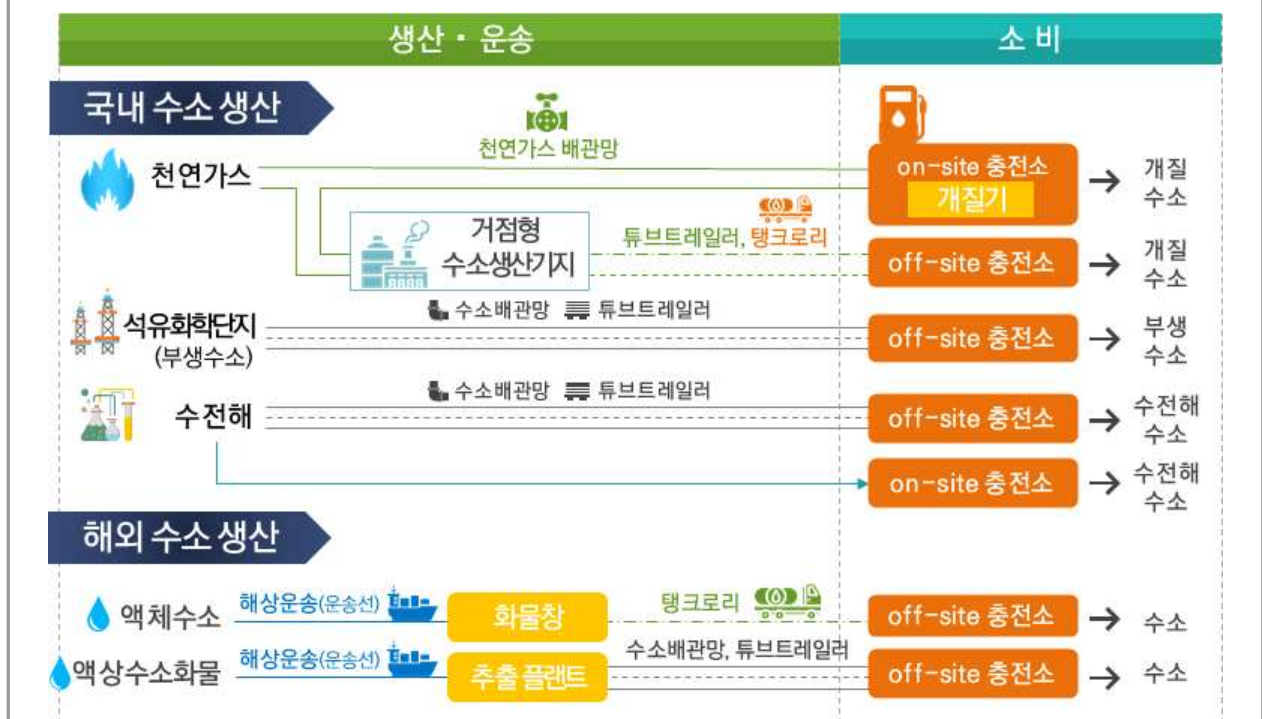 생산 · 운송
소 비
국내 수소 생산
천연가스 배관망
천연가스
on-site 충전소
개질기
개질
수소
거점형
수소생산기지
튜브트레일러, 탱크로리
off-site 충전소
개질
수소
석유화학단지
(부생수소)
수소배관망 튜브트레일러
off-site 충전소
부생
수소
수전해
수소배관망 튜브트레일러
off-site 충전소
수전해
수소
on-site 충전소
수전해
수소
해외 수소 생산
액체수소
해상운송(운송선)
화물창
탱크로리
off-site 충전소
수소
액상수소화물
해상운송(운송선)
추출 플랜트
수소배관망, 튜브트레일러
off-site 충전소
수소